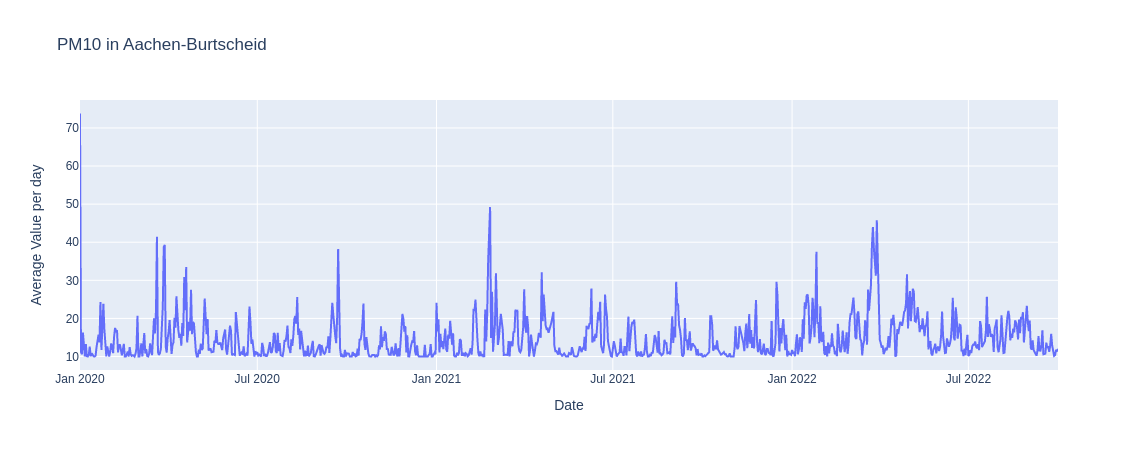 PM10 in Aachen-Burtscheid
Average Value per day
70
60
50
40
30
20
10
Jan 2020
Jul 2020
Jan 2021
Jul 2021
Jan 2022
Jul 2022
Date